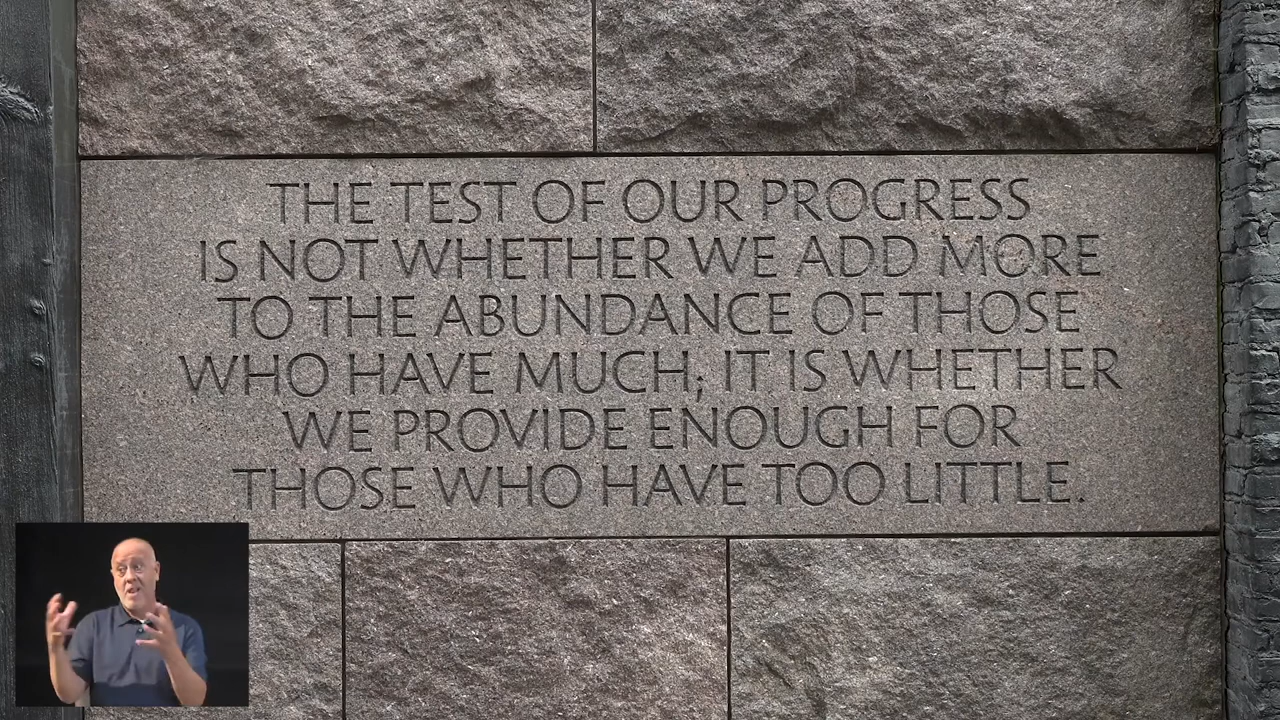 THE TEST OF OUR PROGRESS
IS NOT WHETHER WE ADD MORE
TO THE ABUNDANCE OF THOSE
WHO HAVE MUCH; IT IS WHETHER
WE PROVIDE ENOUGH FOR
THOSE WHO HAVE TOO LITTLE.